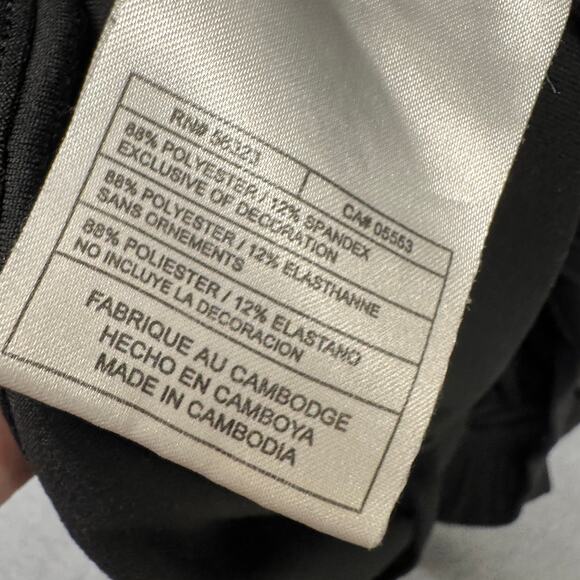 RN# 56323
CA# 05553
88% POLYESTER / 12% SPANDEX
EXCLUSIVE OF DECORATION
88% POLYESTER / 12% ELASTHANNE
SANS ORNEMENTS
88% POLIESTER / 12% ELASTANO
NO INCLUYE LA DECORACION
FABRIQUE AU CAMBODGE
HECHO EN CAMBOYA
MADE IN CAMBODIA